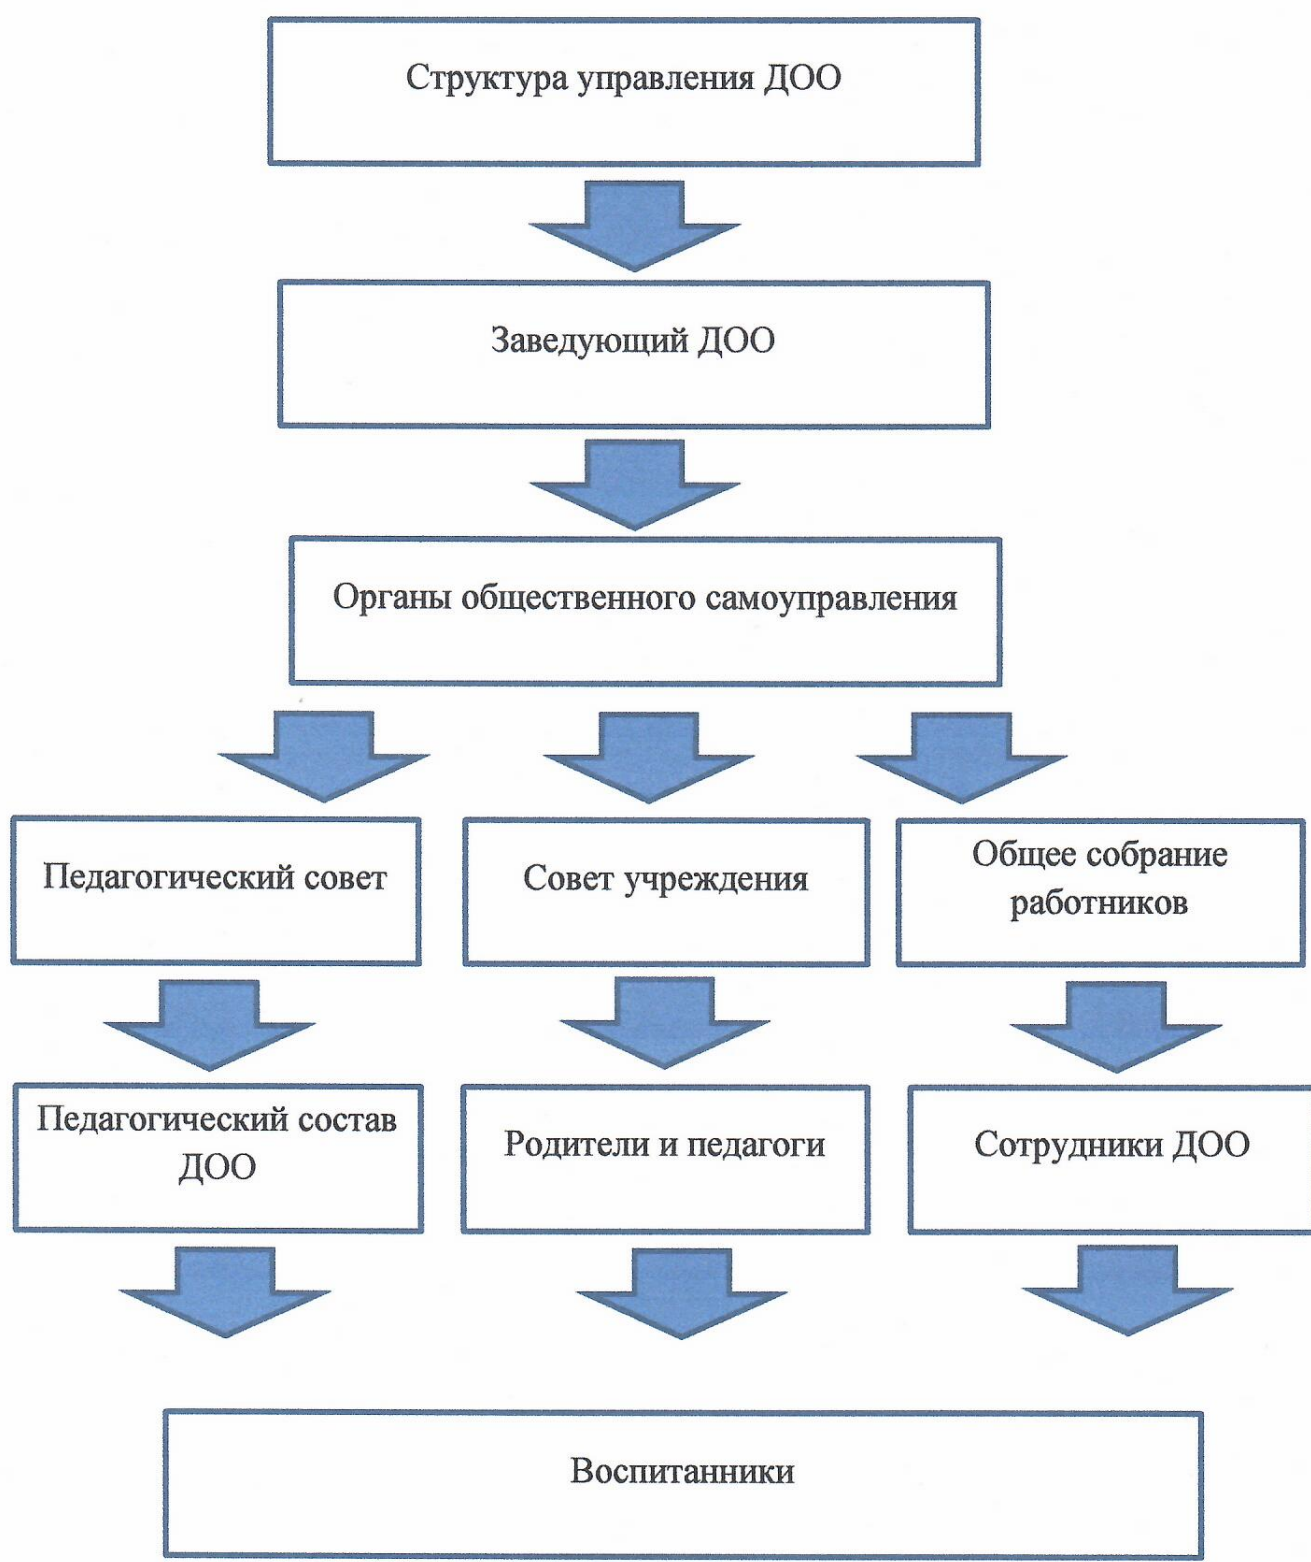 Структура управления ДОО
Заведующий ДОО
Органы общественного самоуправления
Педагогический совет
Совет учреждения
Общее собрание
работников
Педагогический состав
ДОО
Родители и педагоги
Сотрудники ДОО
Воспитанники